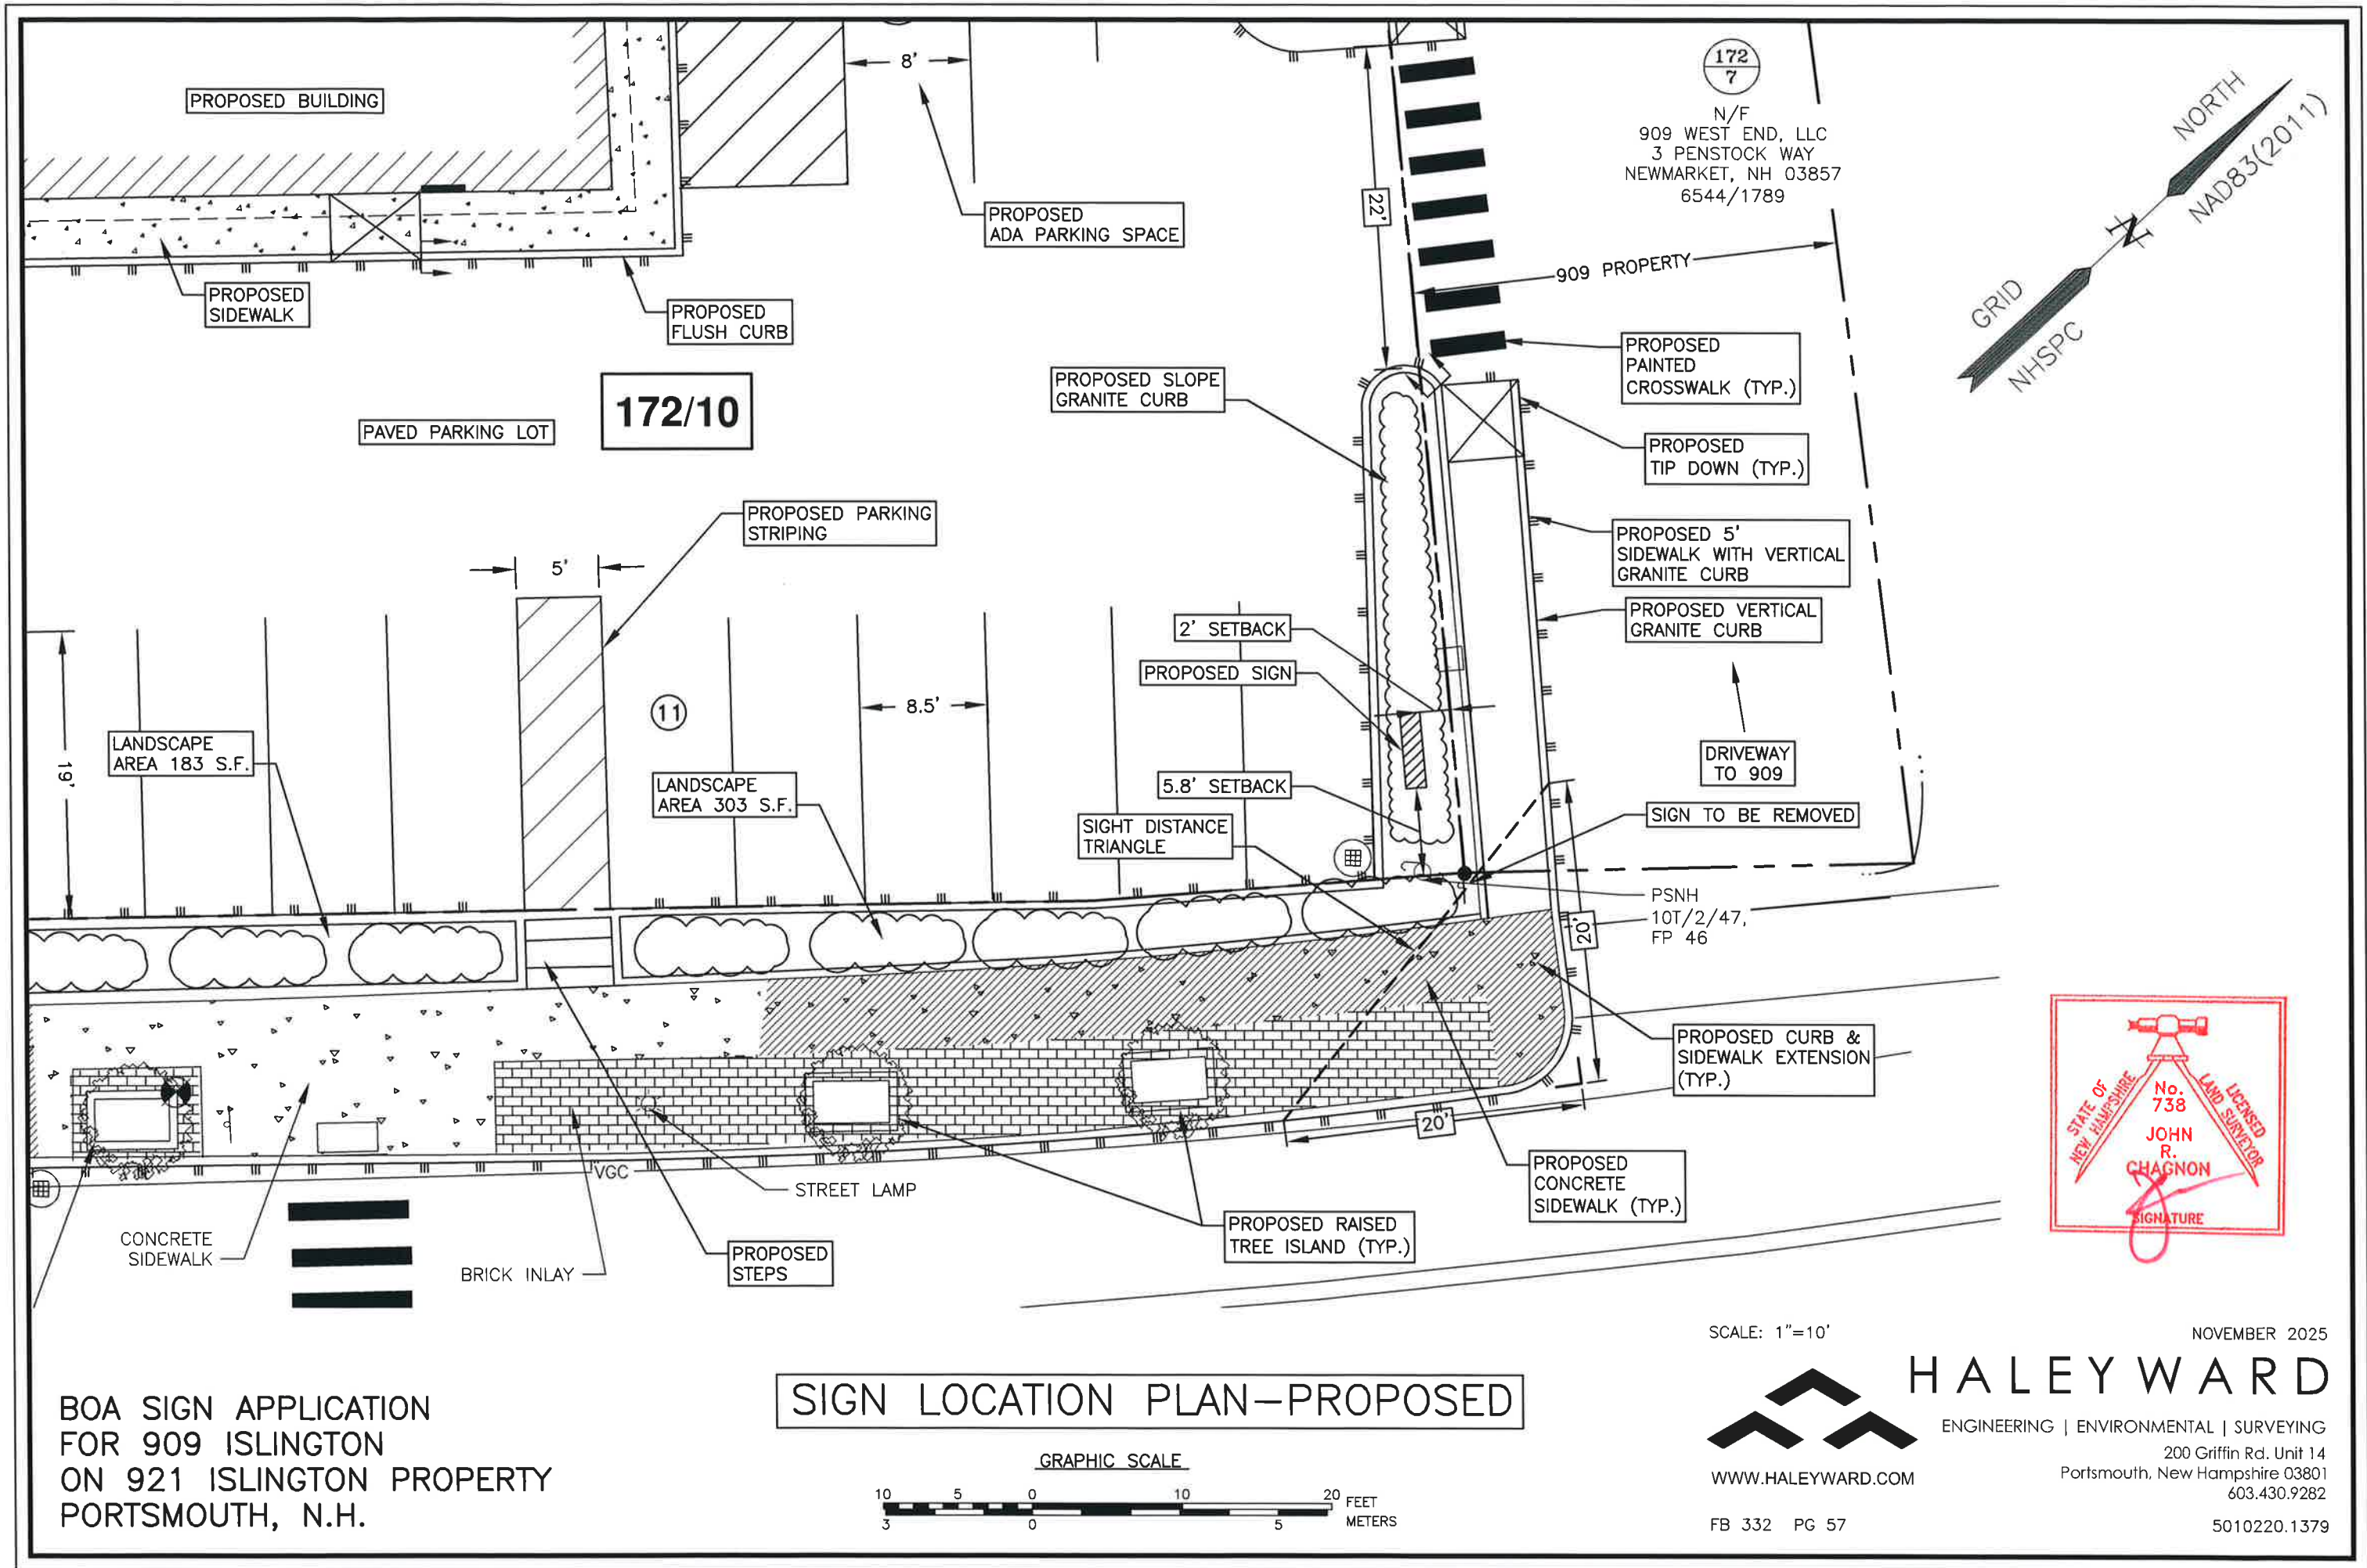 PROPOSED BUILDING
8'
172
7
N/F
909 WEST END, LLC
3 PENSTOCK WAY
NEWMARKET, NH 03857
6544/1789
NORTH
NAD83(2011)
N
GRID
NHSPC
PROPOSED
ADA PARKING SPACE
22'
909 PROPERTY
PROPOSED
SIDEWALK
PROPOSED
FLUSH CURB
PROPOSED
PAINTED
CROSSWALK (TYP.)
172/10
PAVED PARKING LOT
PROPOSED SLOPE
GRANITE CURB
PROPOSED
TIP DOWN (TYP.)
PROPOSED PARKING
STRIPING
5'
PROPOSED 5'
SIDEWALK WITH VERTICAL
GRANITE CURB
PROPOSED VERTICAL
GRANITE CURB
2' SETBACK
PROPOSED SIGN
11
8.5'
LANDSCAPE
AREA 183 S.F.
19'
LANDSCAPE
AREA 303 S.F.
5.8' SETBACK
DRIVEWAY
TO 909
SIGHT DISTANCE
TRIANGLE
SIGN TO BE REMOVED
PSNH
10T/2/47,
FP 46
20'
PROPOSED CURB &
SIDEWALK EXTENSION
(TYP.)
20'
VGC
STREET LAMP
PROPOSED
CONCRETE
SIDEWALK (TYP.)
CONCRETE
SIDEWALK
BRICK INLAY
PROPOSED
STEPS
PROPOSED RAISED
TREE ISLAND (TYP.)
STATE OF
NEW HAMPSHIRE
LICENSED
LAND SURVEYOR
No.
738
JOHN
R.
CHAGNON
SIGNATURE
SCALE: 1"=10'
NOVEMBER 2025
HALEYWARD
ENGINEERING | ENVIRONMENTAL | SURVEYING
200 Griffin Rd. Unit 14
Portsmouth, New Hampshire 03801
603.430.9282
WWW.HALEYWARD.COM
FB 332 PG 57
5010220.1379
BOA SIGN APPLICATION
FOR 909 ISLINGTON
ON 921 ISLINGTON PROPERTY
PORTSMOUTH, N.H.
SIGN LOCATION PLAN-PROPOSED
GRAPHIC SCALE
10 5 0 10 20 FEET
3 0 5 METERS